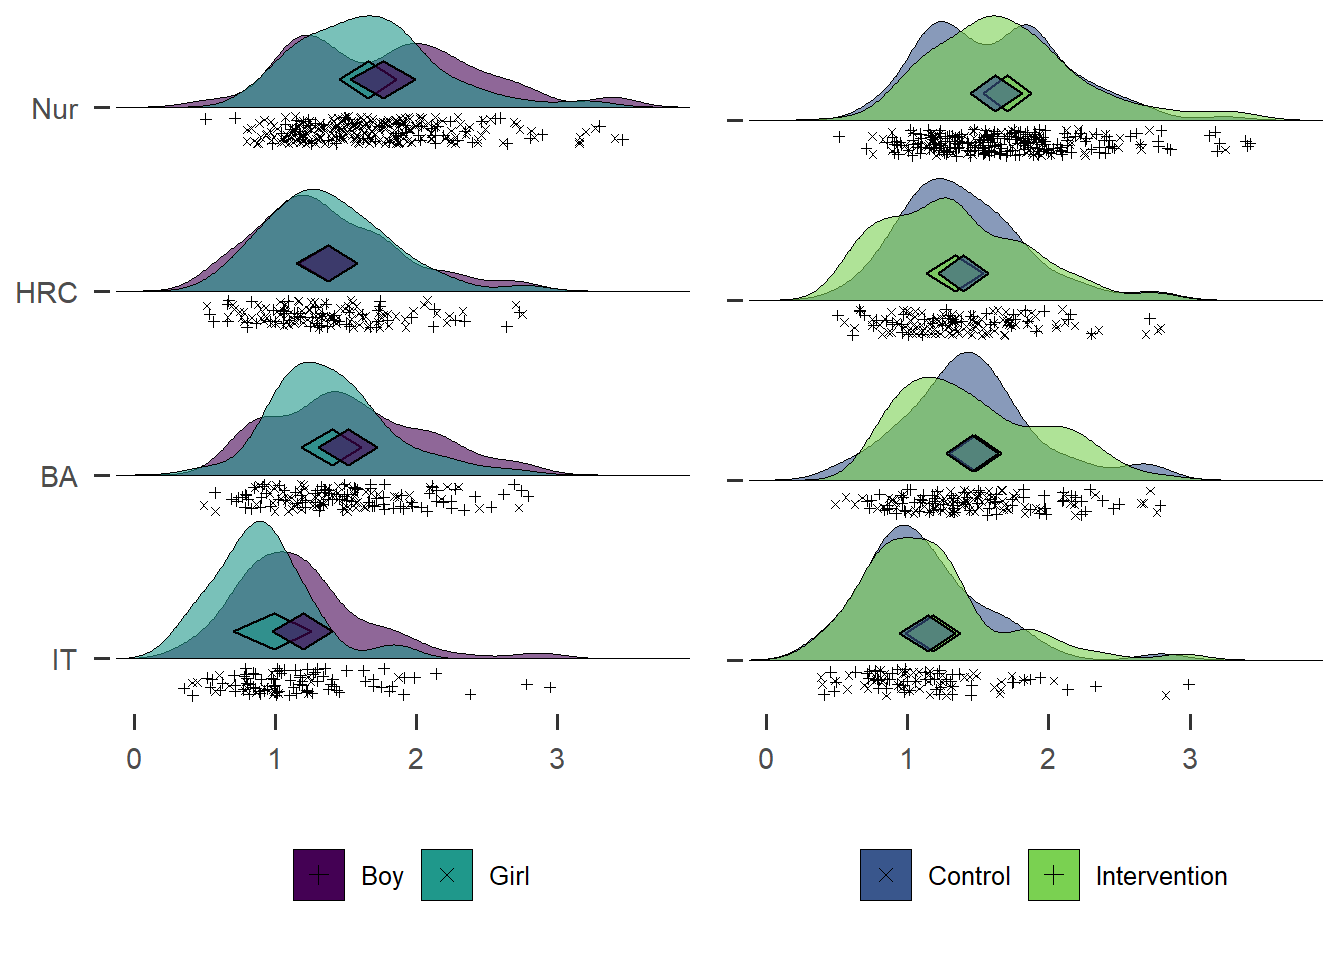 Nur
HRC
BA
IT
0 1 2 3
0 1 2 3
Boy Girl
Control Intervention